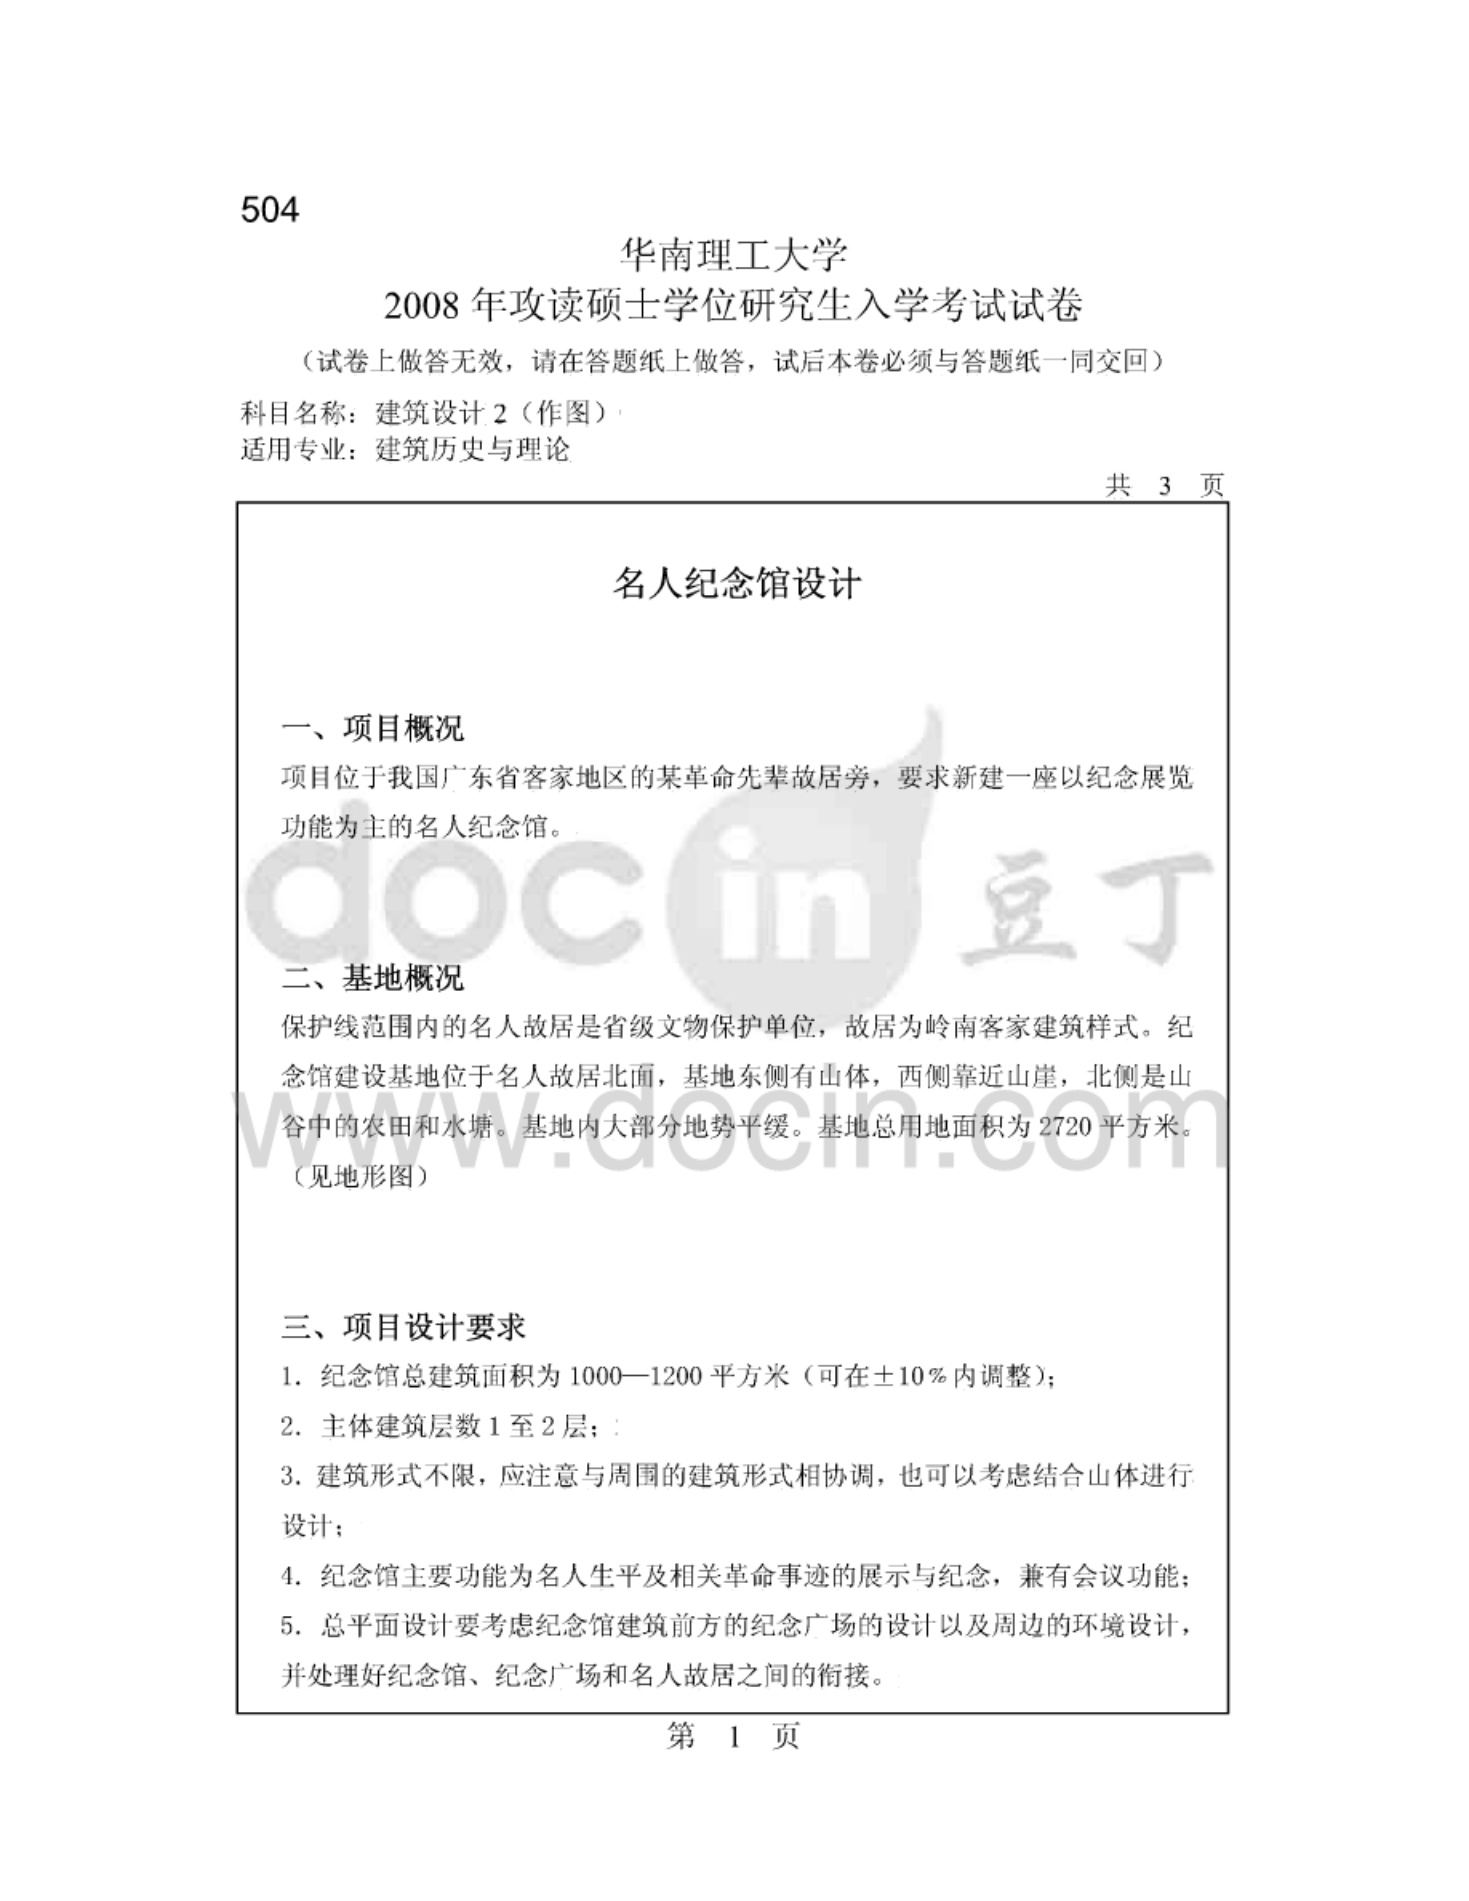 504
华南理工大学
2008 年攻读硕士学位研究生入学考试试卷
（试卷上做答无效，请在答题纸上做答，试后本卷必须与答题纸一同交回）
科目名称：建筑设计 2（作图）
适用专业：建筑历史与理论
共 3 页
名人纪念馆设计
一、项目概况
项目位于我国广东省客家地区的某革命先辈故居旁，要求新建一座以纪念展览
功能为主的名人纪念馆。
docin 豆丁
二、基地概况
保护线范围内的名人故居是省级文物保护单位，故居为岭南客家建筑样式。纪
念馆建设基地位于名人故居北面，基地东侧有山体，西侧靠近山崖，北侧是山
www.docin.com
谷中的农田和水塘。基地内大部分地势平缓。基地总用地面积为 2720 平方米。
（见地形图）
三、项目设计要求
1．纪念馆总建筑面积为 1000—1200 平方米（可在±10％内调整）；
2．主体建筑层数 1 至 2 层；
3．建筑形式不限，应注意与周围的建筑形式相协调，也可以考虑结合山体进行
设计；
4．纪念馆主要功能为名人生平及相关革命事迹的展示与纪念，兼有会议功能；
5．总平面设计要考虑纪念馆建筑前方的纪念广场的设计以及周边的环境设计，
并处理好纪念馆、纪念广场和名人故居之间的衔接。
第 1 页